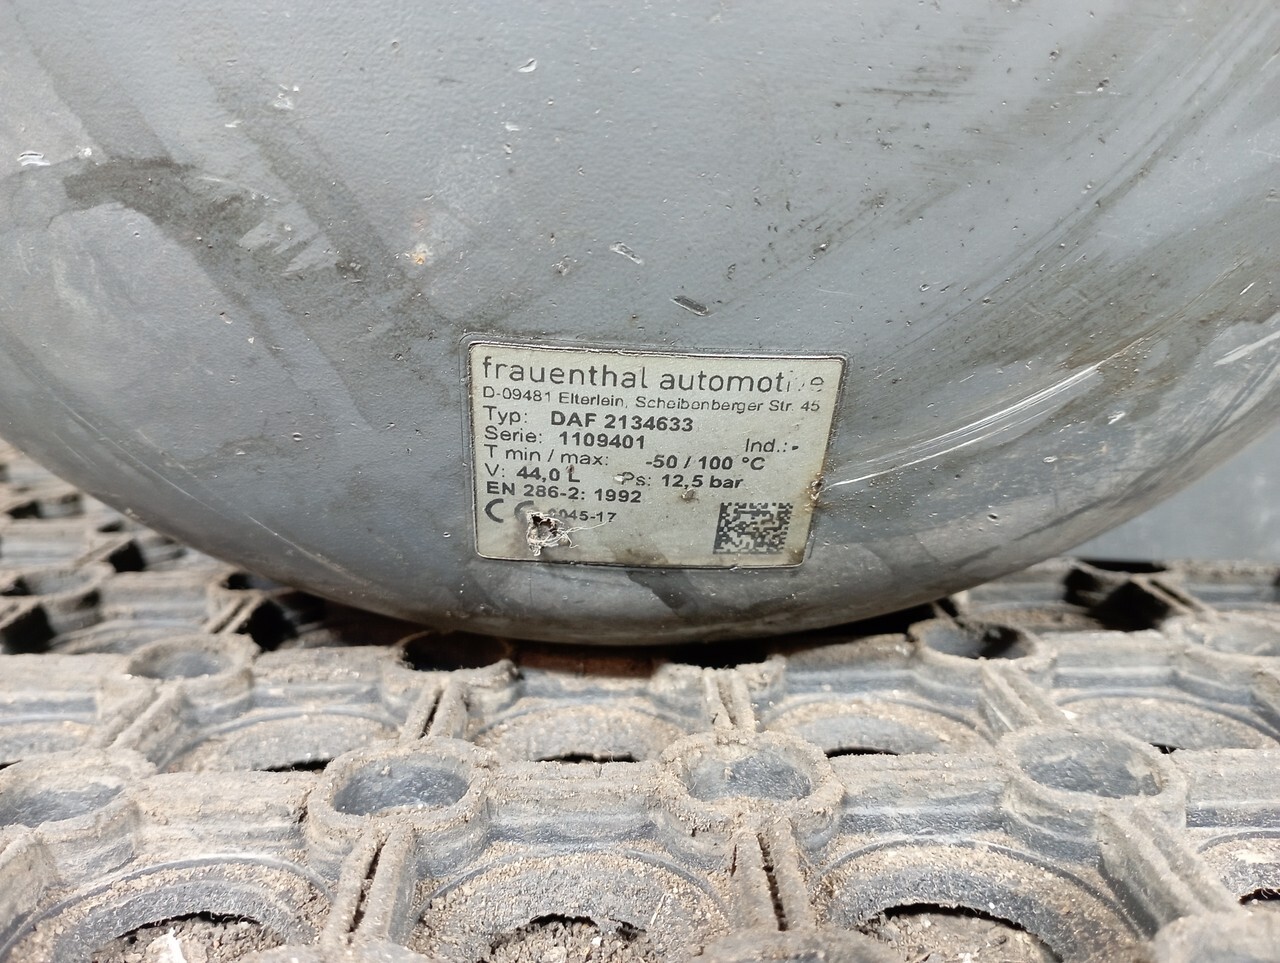 frauenthal automotive
D-09481 Elterlein, Scheibenberger Str. 45
Typ: DAF 2134633
Serie: 1109401 Ind.:-
T min / max: -50 / 100 °C
V: 44,0 L Ps: 12,5 bar
EN 286-2: 1992
CE 0045-17